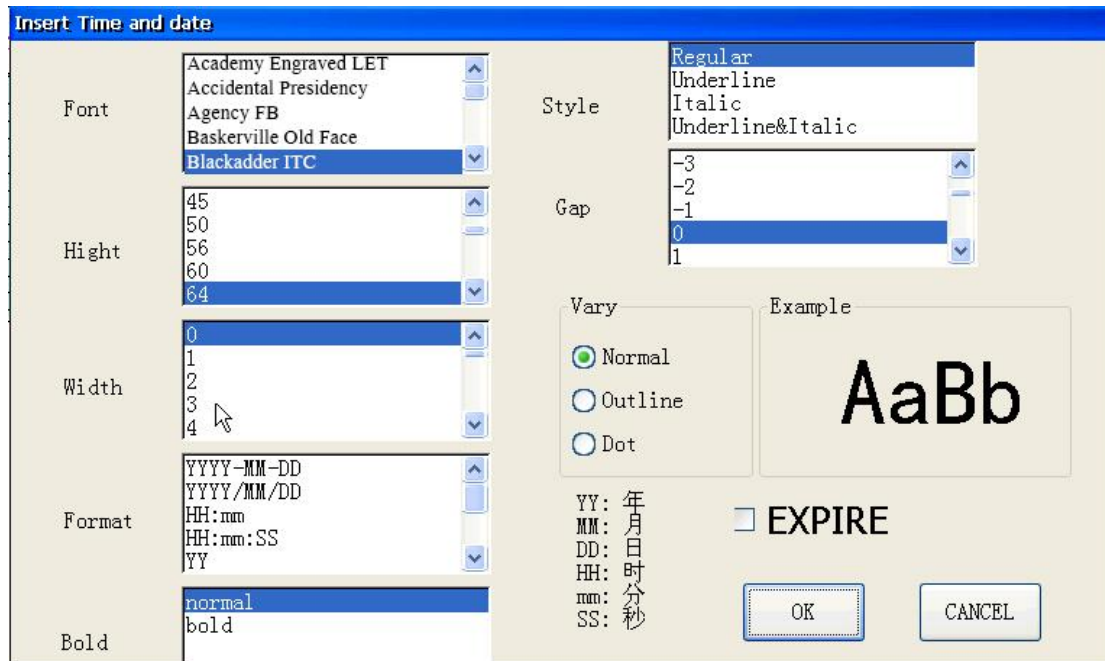 Insert Time and date
Font
Academy Engraved LET
Accidental Presidency
Agency FB
Baskerville Old Face
Blackadder ITC
Hight
45
50
56
60
64
Width
0
1
2
3
4
Format
YYYY-MM-DD
YYYY/MM/DD
HH:mm
HH:mm:SS
YY
Bold
normal
bold
Style
Regular
Underline
Italic
Underline&Italic
Gap
-3
-2
-1
0
1
Vary
Normal
Outline
Dot
Example
AaBb
YY: 年
MM: 月
DD: 日
HH: 时
mm: 分
SS: 秒
EXPIRE
OK
CANCEL